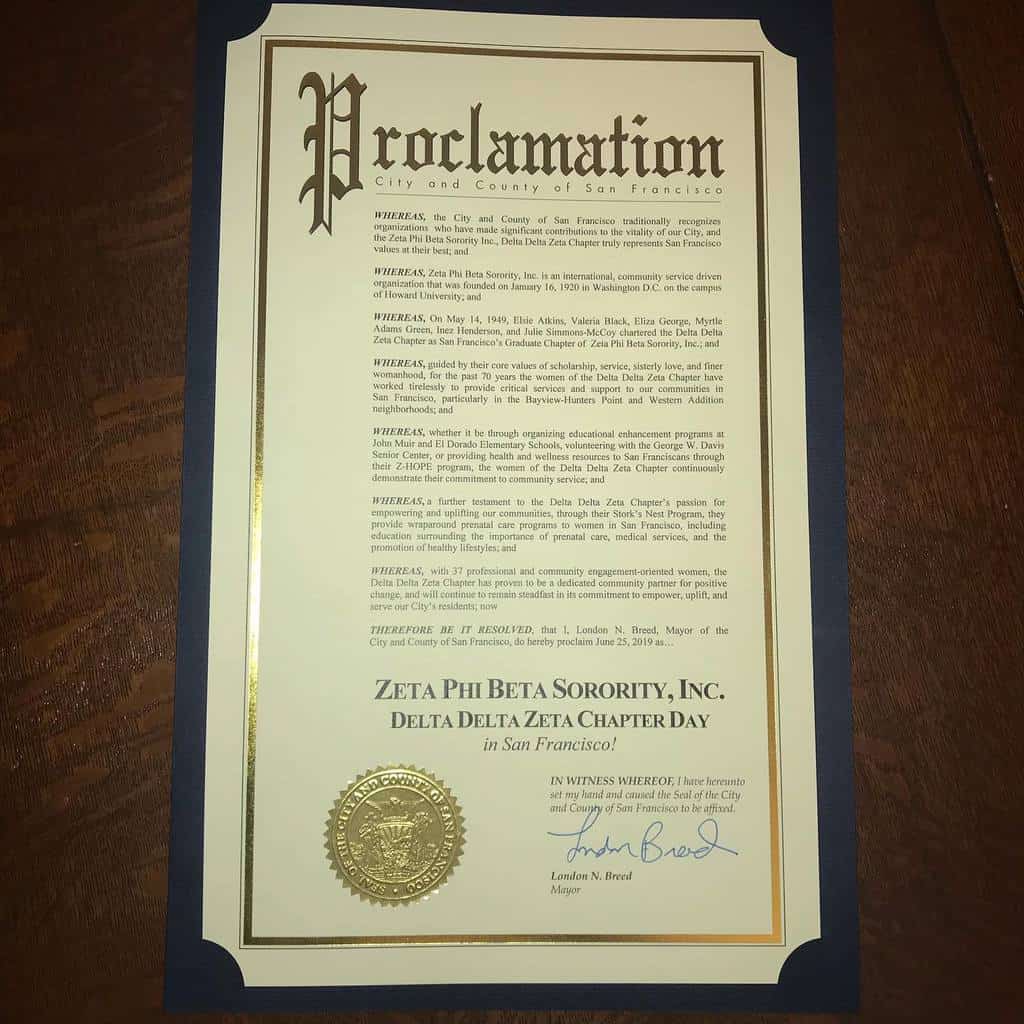 Proclamation
City and County of San Francisco
WHEREAS, the City and County of San Francisco traditionally recognizes
organizations who have made significant contributions to the vitality of our City, and
the Zeta Phi Beta Sorority Inc., Delta Delta Zeta Chapter truly represents San Francisco
values at their best; and
WHEREAS, Zeta Phi Beta Sorority, Inc. is an international, community service driven
organization that was founded on January 16, 1920 in Washington D.C. on the campus
of Howard University; and
WHEREAS, On May 14, 1949, Elsie Atkins, Valeria Black, Eliza George, Myrtle
Adams Green, Inez Henderson, and Julie Simmons-McCoy chartered the Delta Delta
Zeta Chapter as San Francisco's Graduate Chapter of Zeta Phi Beta Sorority, Inc.; and
WHEREAS, guided by their core values of scholarship, service, sisterly love, and finer
womanhood, for the past 70 years the women of the Delta Delta Zeta Chapter have
worked tirelessly to provide critical services and support to our communities in
San Francisco, particularly in the Bayview-Hunters Point and Western Addition
neighborhoods; and
WHEREAS, whether it be through organizing educational enhancement programs at
John Muir and El Dorado Elementary Schools, volunteering with the George W. Davis
Senior Center, or providing health and wellness resources to San Franciscans through
their Z-HOPE program, the women of the Delta Delta Zeta Chapter continuously
demonstrate their commitment to community service; and
WHEREAS, a further testament to the Delta Delta Zeta Chapter's passion for
empowering and uplifting our communities, through their Stork's Nest Program, they
provide wraparound prenatal care programs to women in San Francisco, including
education surrounding the importance of prenatal care, medical services, and the
promotion of healthy lifestyles; and
WHEREAS, with 37 professional and community engagement-oriented women, the
Delta Delta Zeta Chapter has proven to be a dedicated community partner for positive
change, and will continue to remain steadfast in its commitment to empower, uplift, and
serve our City's residents; now
THEREFORE BE IT RESOLVED, that I, London N. Breed, Mayor of the
City and County of San Francisco, do hereby proclaim June 25, 2019 as…
ZETA PHI BETA SORORITY, INC.
DELTA DELTA ZETA CHAPTER DAY
in San Francisco!
IN WITNESS WHEREOF, I have hereunto
set my hand and caused the Seal of the City
and County of San Francisco to be affixed.
London Breed
London N. Breed
Mayor
SEAL OF THE CITY AND COUNTY OF SAN FRANCISCO